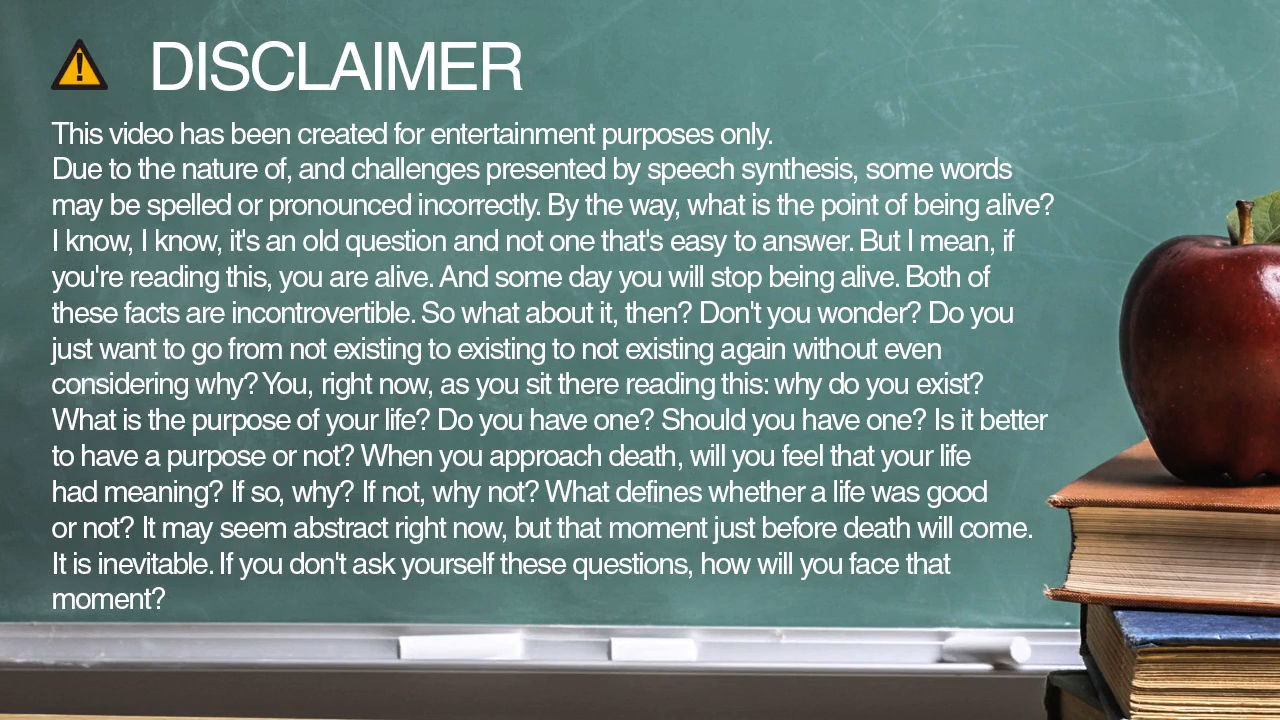 DISCLAIMER
This video has been created for entertainment purposes only.
Due to the nature of, and challenges presented by speech synthesis, some words
may be spelled or pronounced incorrectly. By the way, what is the point of being alive?
I know, I know, it's an old question and not one that's easy to answer. But I mean, if
you're reading this, you are alive. And some day you will stop being alive. Both of
these facts are incontrovertible. So what about it, then? Don't you wonder? Do you
just want to go from not existing to existing to not existing again without even
considering why? You, right now, as you sit there reading this: why do you exist?
What is the purpose of your life? Do you have one? Should you have one? Is it better
to have a purpose or not? When you approach death, will you feel that your life
had meaning? If so, why? If not, why not? What defines whether a life was good
or not? It may seem abstract right now, but that moment just before death will come.
It is inevitable. If you don't ask yourself these questions, how will you face that
moment?